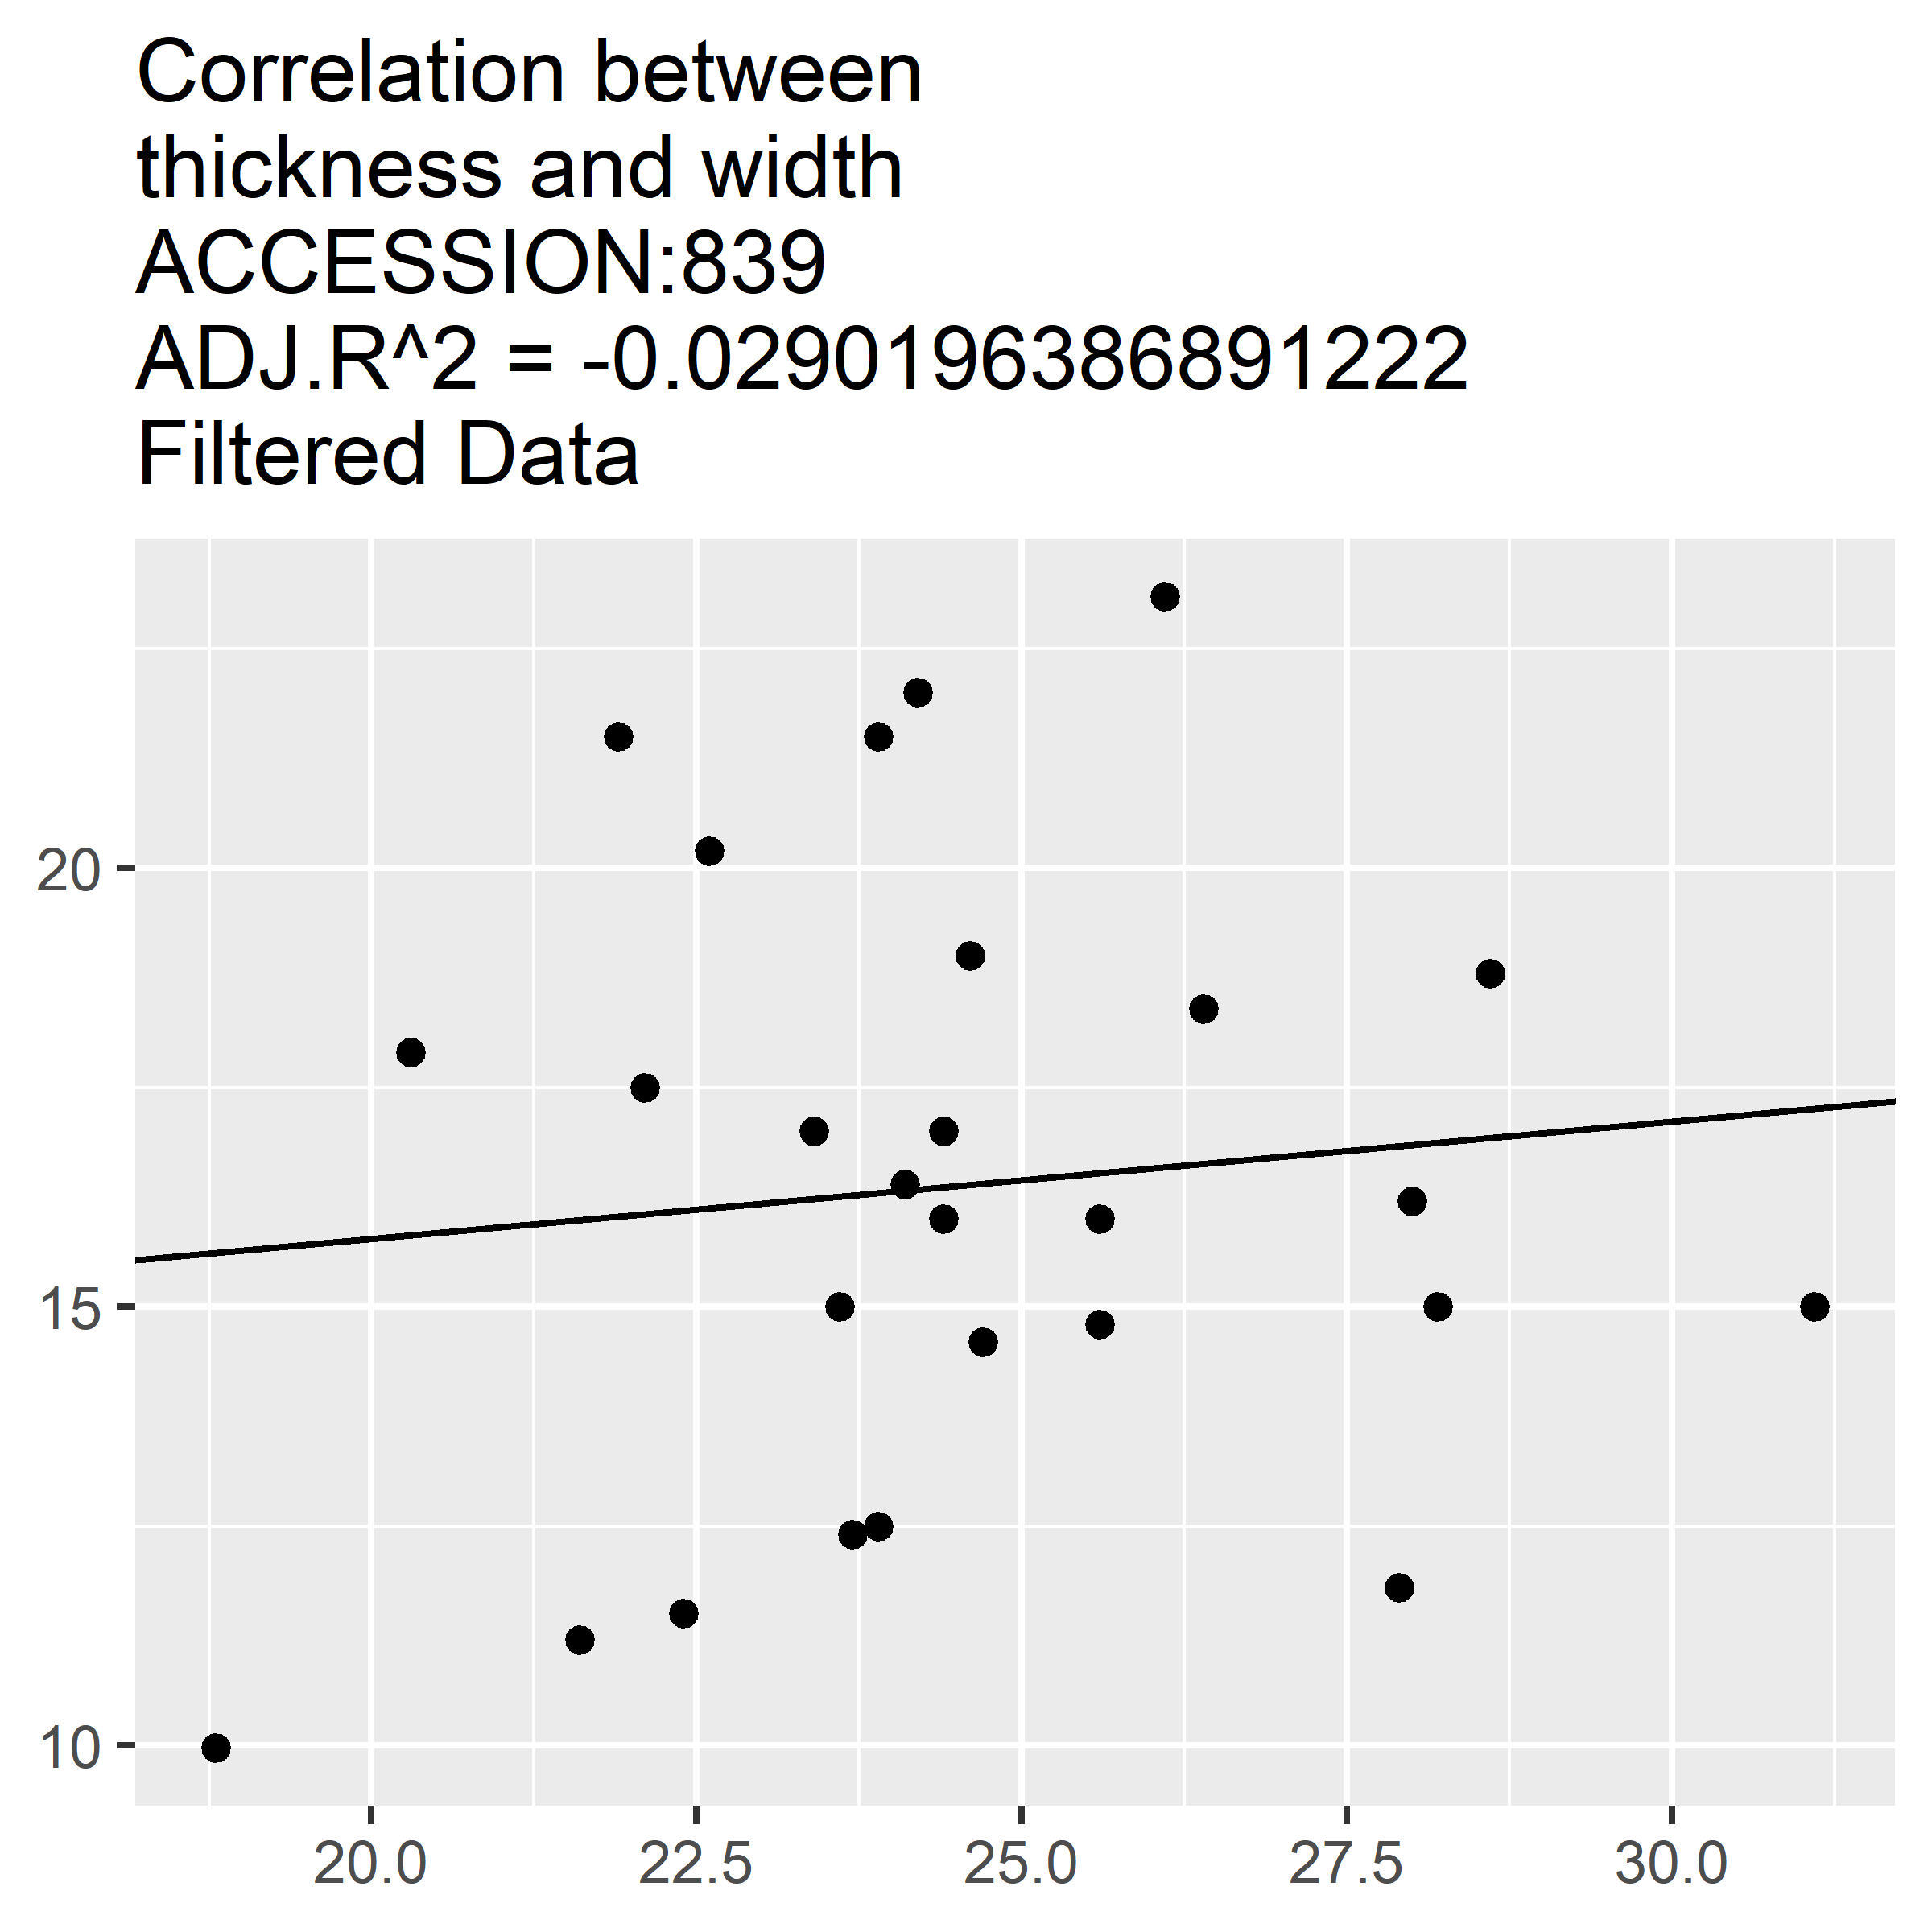 Correlation between
thickness and width
ACCESSION:839
ADJ.R^2 = -0.0290196386891222
Filtered Data
20
15
10
20.0 22.5 25.0 27.5 30.0